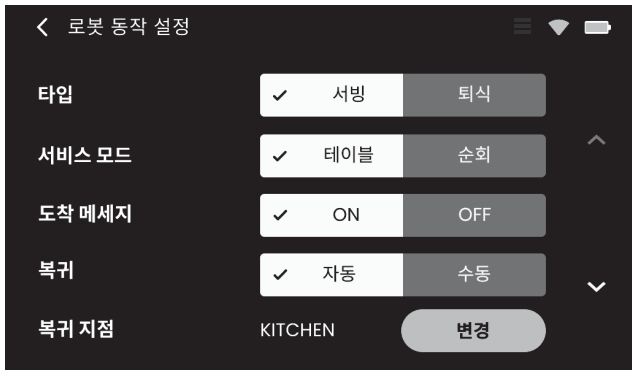 로봇 동작 설정
타입 서빙 퇴식
서비스 모드 테이블 순회
도착 메세지 ON OFF
복귀 자동 수동
복귀 지점 KITCHEN 변경